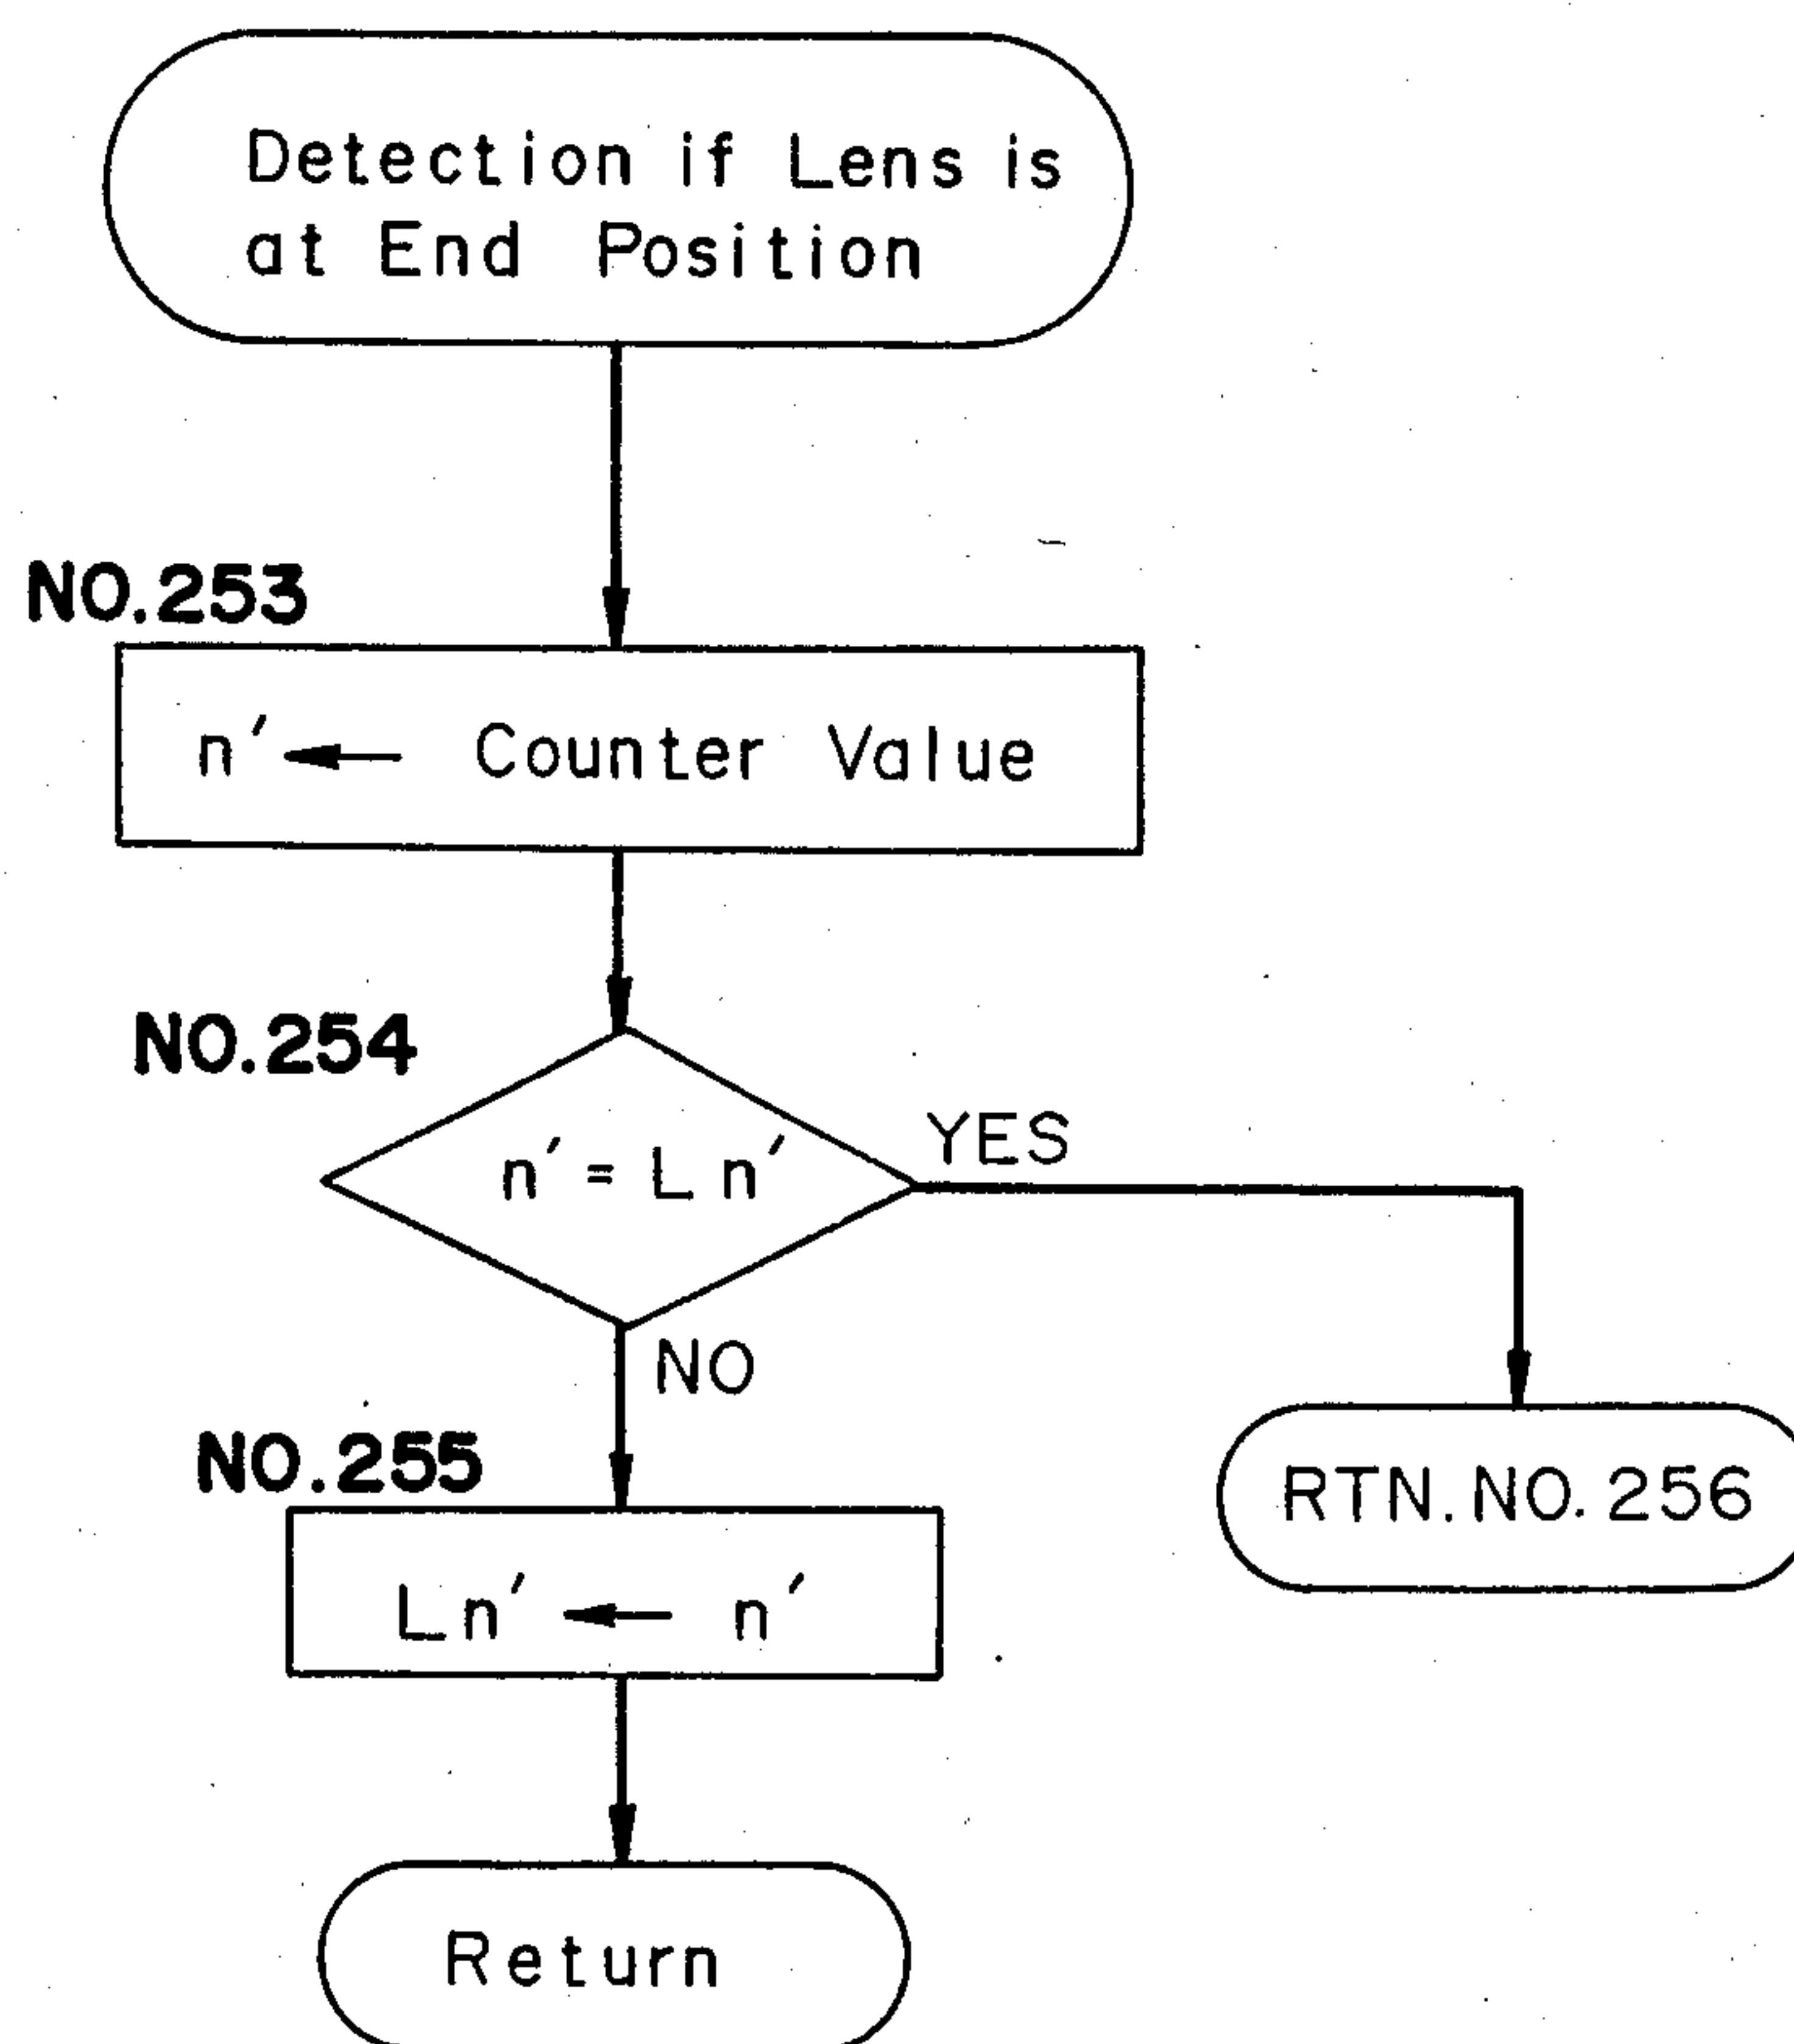 Detection if Lens is
at End Position
NO.253
n' ← Counter Value
NO.254
n' = Ln'
YES
NO
NO.255
Ln' ← n'
RTN.NO.256
Return